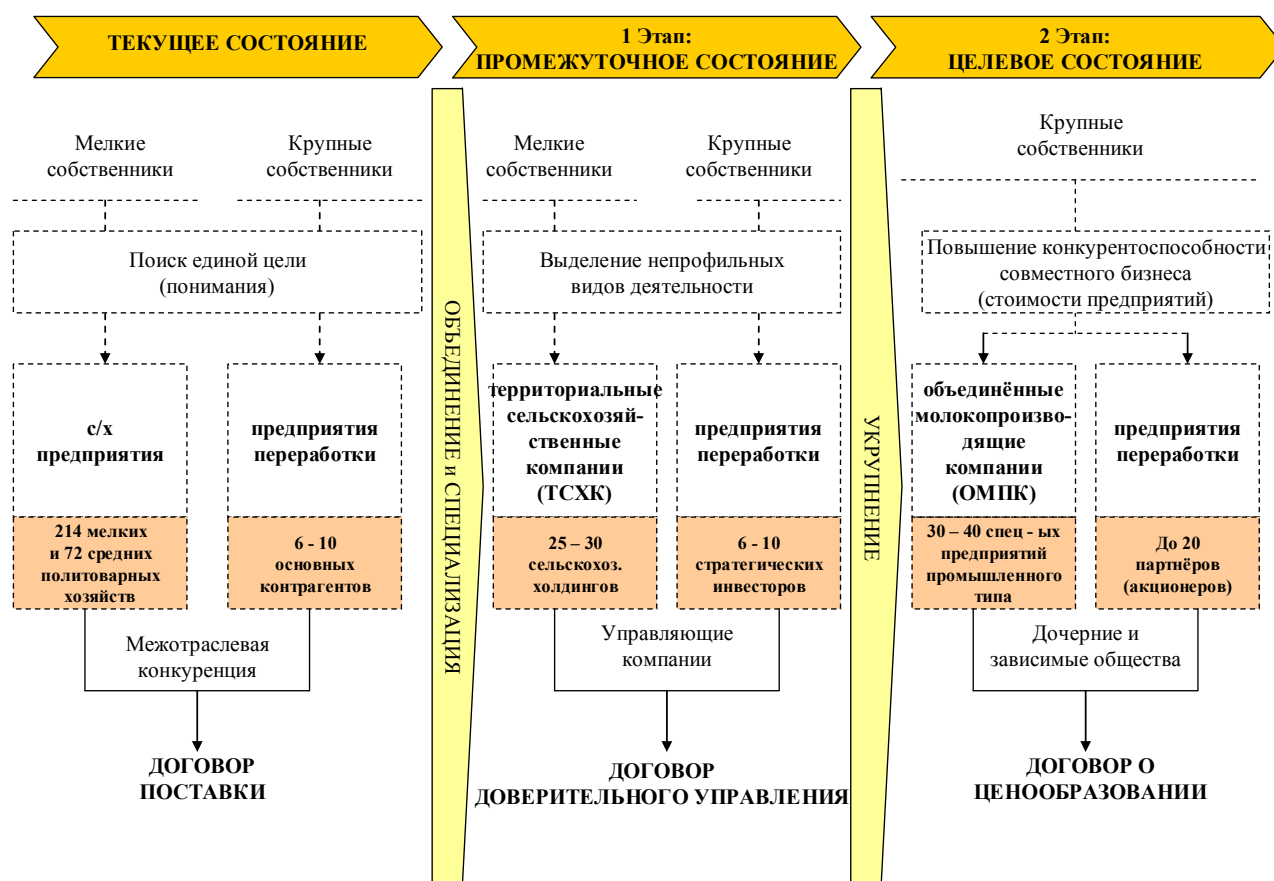 ТЕКУЩЕЕ СОСТОЯНИЕ
1 Этап:
ПРОМЕЖУТОЧНОЕ СОСТОЯНИЕ
2 Этап:
ЦЕЛЕВОЕ СОСТОЯНИЕ
Мелкие
собственники
Крупные
собственники
Поиск единой цели
(понимания)
с/х
предприятия
предприятия
переработки
214 мелких
и 72 средних
политоварных
хозяйств
6 - 10
основных
контрагентов
Межотраслевая
конкуренция
ДОГОВОР
ПОСТАВКИ
ОБЪЕДИНЕНИЕ и СПЕЦИАЛИЗАЦИЯ
Мелкие
собственники
Крупные
собственники
Выделение непрофильных
видов деятельности
территориальные
сельскохозяй-
ственные
компании
(ТСХК)
предприятия
переработки
25 – 30
сельскохоз.
холдингов
6 - 10
стратегических
инвесторов
Управляющие
компании
ДОГОВОР
ДОВЕРИТЕЛЬНОГО УПРАВЛЕНИЯ
УКРУПНЕНИЕ
Крупные
собственники
Повышение конкурентоспособности
совместного бизнеса
(стоимости предприятий)
объединённые
молокопроизво-
дящие
компании
(ОМПК)
предприятия
переработки
30 – 40 спец - ых
предприятий
промышленного
типа
До 20
партнёров
(акционеров)
Дочерние и
зависимые общества
ДОГОВОР О
ЦЕНООБРАЗОВАНИИ